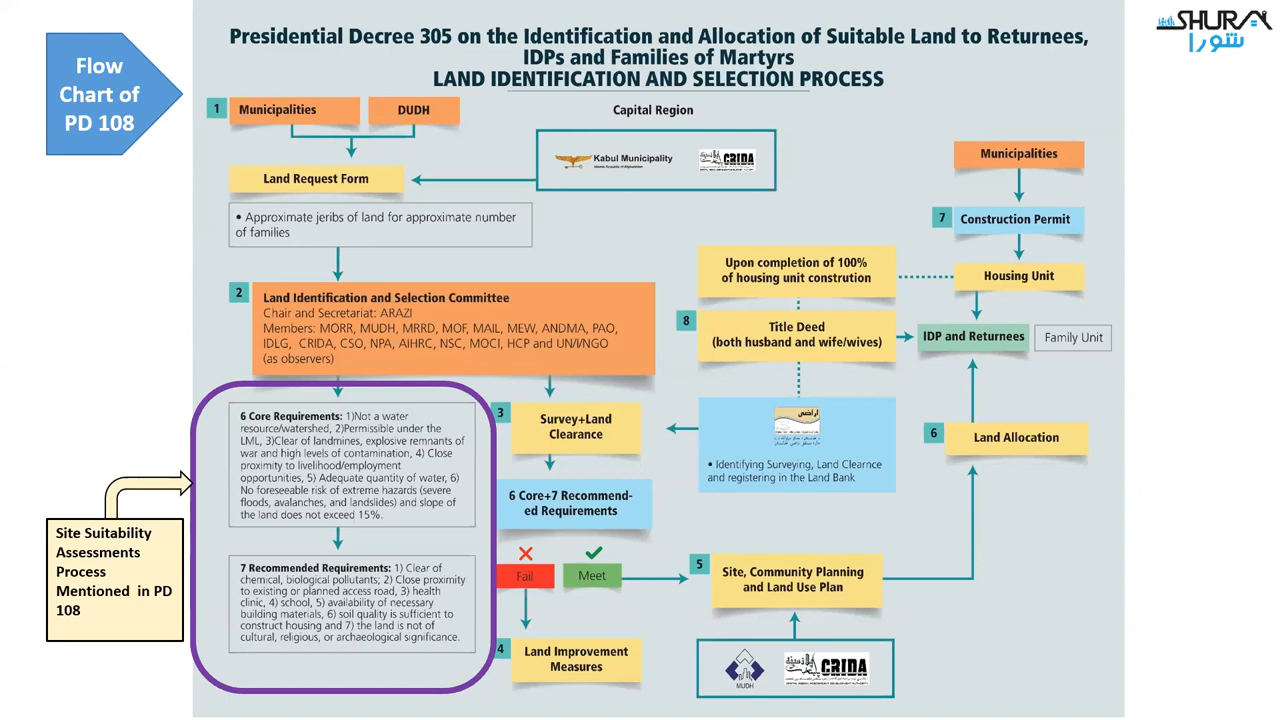 SHURA
شورا
Flow
Chart of
PD 108
Presidential Decree 305 on the Identification and Allocation of Suitable Land to Returnees,
IDPs and Families of Martyrs
LAND IDENTIFICATION AND SELECTION PROCESS
1
Municipalities
DUDH
Capital Region
Kabul Municipality
CRIDA
Land Request Form
• Approximate jeribs of land for approximate number
of families
2
Land Identification and Selection Committee
Chair and Secretariat: ARAZI
Members: MORR, MUDH, MRRD, MOF, MAIL, MEW, ANDMA, PAO,
IDLG, CRIDA, CSO, NPA, AIHRC, NSC, MOCI, HCP and UN/I/NGO
(as observers)
6 Core Requirements: 1)Not a water
resource/watershed, 2)Permissible under the
LML, 3)Clear of landmines, explosive remnants of
war and high levels of contamination, 4) Close
proximity to livelihood/employment
opportunities, 5) Adequate quantity of water, 6)
No foreseeable risk of extreme hazards (severe
floods, avalanches, and landslides) and slope of
the land does not exceed 15%.
7 Recommended Requirements: 1) Clear of
chemical, biological pollutants; 2) Close proximity
to existing or planned access road, 3) health
clinic, 4) school, 5) availability of necessary
building materials, 6) soil quality is sufficient to
construct housing and 7) the land is not of
cultural, religious, or archaeological significance.
Site Suitability
Assessments
Process
Mentioned in PD
108
3
Survey+Land
Clearance
6 Core+7 Recommend-
ed Requirements
Fail
Meet
4
Land Improvement
Measures
5
Site, Community Planning
and Land Use Plan
MUDH
CRIDA
اراضی
• Identifying Surveying, Land Clearnce
and registering in the Land Bank
6
Land Allocation
Municipalities
7
Construction Permit
Housing Unit
Upon completion of 100%
of housing unit constrution
8
Title Deed
(both husband and wife/wives)
IDP and Returnees
Family Unit